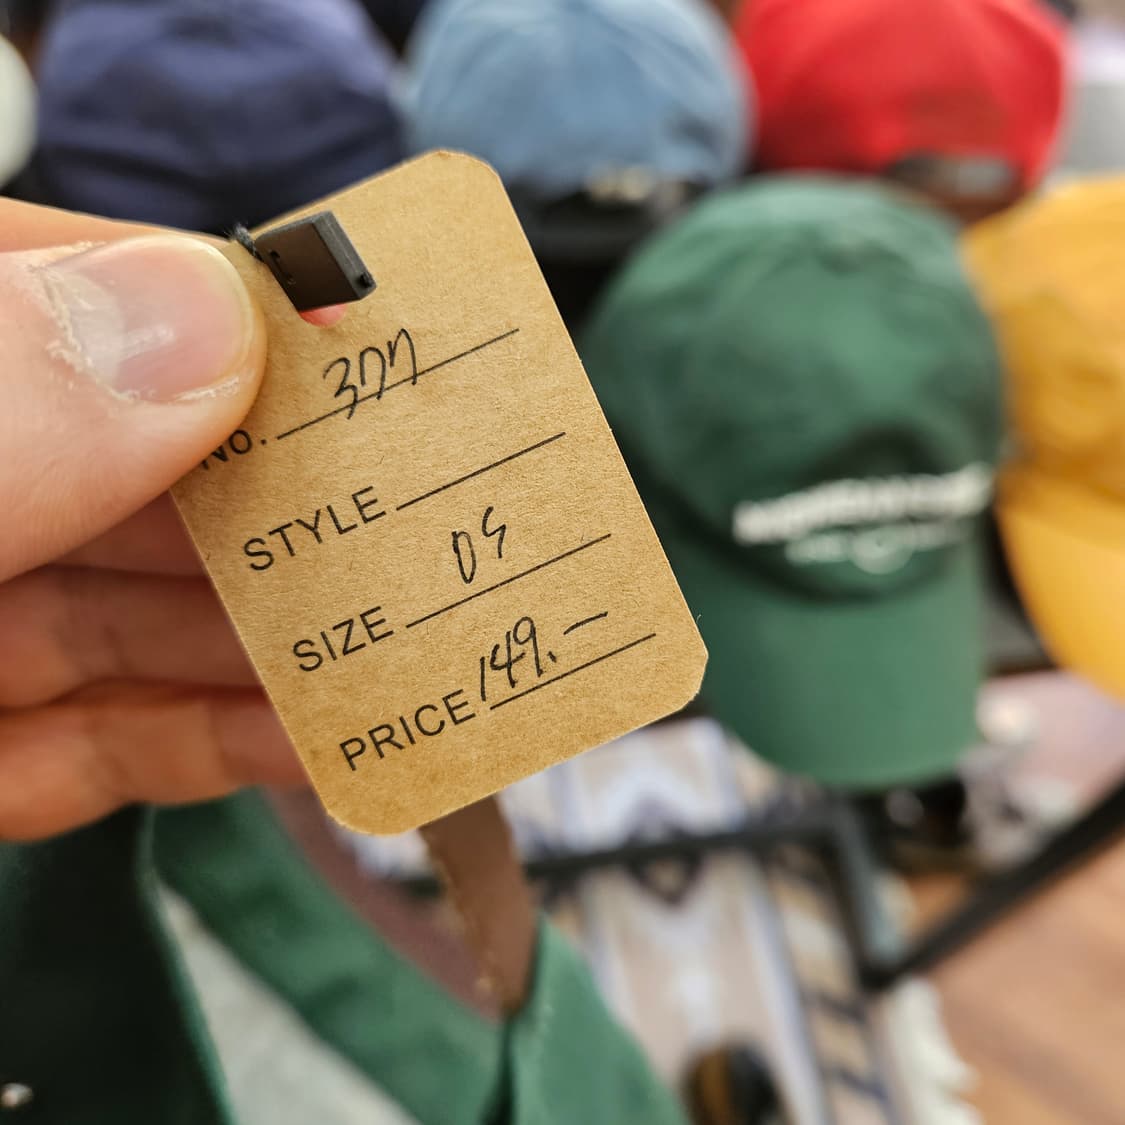 No. 377
STYLE
SIZE OS
PRICE 149.—